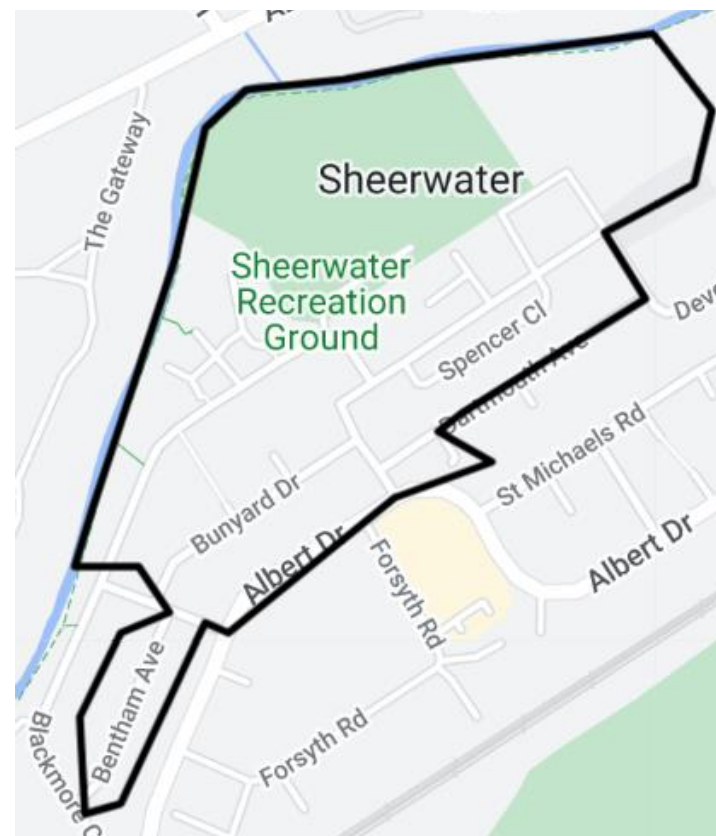 The Gateway
Sheerwater
Sheerwater
Recreation
Ground
Spencer Cl
Dartmouth Ave
St Michaels Rd
Bunyard Dr
Albert Dr
Albert Dr
Forsyth Rd
Bentham Ave
Forsyth Rd